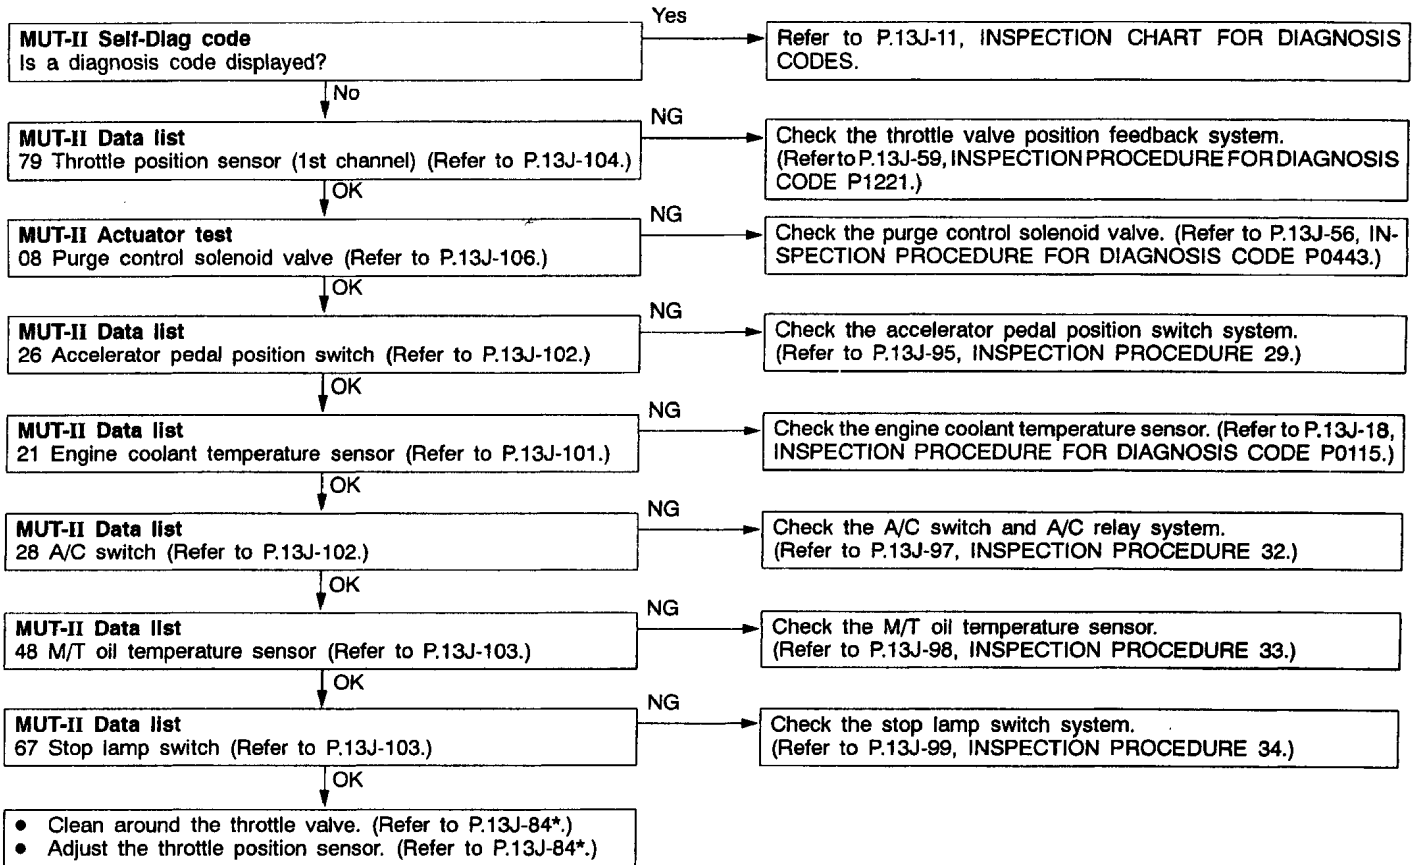 MUT-II Self-Diag code
Is a diagnosis code displayed?
Yes
Refer to P.13J-11, INSPECTION CHART FOR DIAGNOSIS
CODES.
No
MUT-II Data list
79 Throttle position sensor (1st channel) (Refer to P.13J-104.)
NG
Check the throttle valve position feedback system.
(Refer to P.13J-59, INSPECTION PROCEDURE FOR DIAGNOSIS
CODE P1221.)
OK
MUT-II Actuator test
08 Purge control solenoid valve (Refer to P.13J-106.)
NG
Check the purge control solenoid valve. (Refer to P.13J-56, IN-
SPECTION PROCEDURE FOR DIAGNOSIS CODE P0443.)
OK
MUT-II Data list
26 Accelerator pedal position switch (Refer to P.13J-102.)
NG
Check the accelerator pedal position switch system.
(Refer to P.13J-95, INSPECTION PROCEDURE 29.)
OK
MUT-II Data list
21 Engine coolant temperature sensor (Refer to P.13J-101.)
NG
Check the engine coolant temperature sensor. (Refer to P.13J-18,
INSPECTION PROCEDURE FOR DIAGNOSIS CODE P0115.)
OK
MUT-II Data list
28 A/C switch (Refer to P.13J-102.)
NG
Check the A/C switch and A/C relay system.
(Refer to P.13J-97, INSPECTION PROCEDURE 32.)
OK
MUT-II Data list
48 M/T oil temperature sensor (Refer to P.13J-103.)
NG
Check the M/T oil temperature sensor.
(Refer to P.13J-98, INSPECTION PROCEDURE 33.)
OK
MUT-II Data list
67 Stop lamp switch (Refer to P.13J-103.)
NG
Check the stop lamp switch system.
(Refer to P.13J-99, INSPECTION PROCEDURE 34.)
OK
● Clean around the throttle valve. (Refer to P.13J-84*.)
● Adjust the throttle position sensor. (Refer to P.13J-84*.)